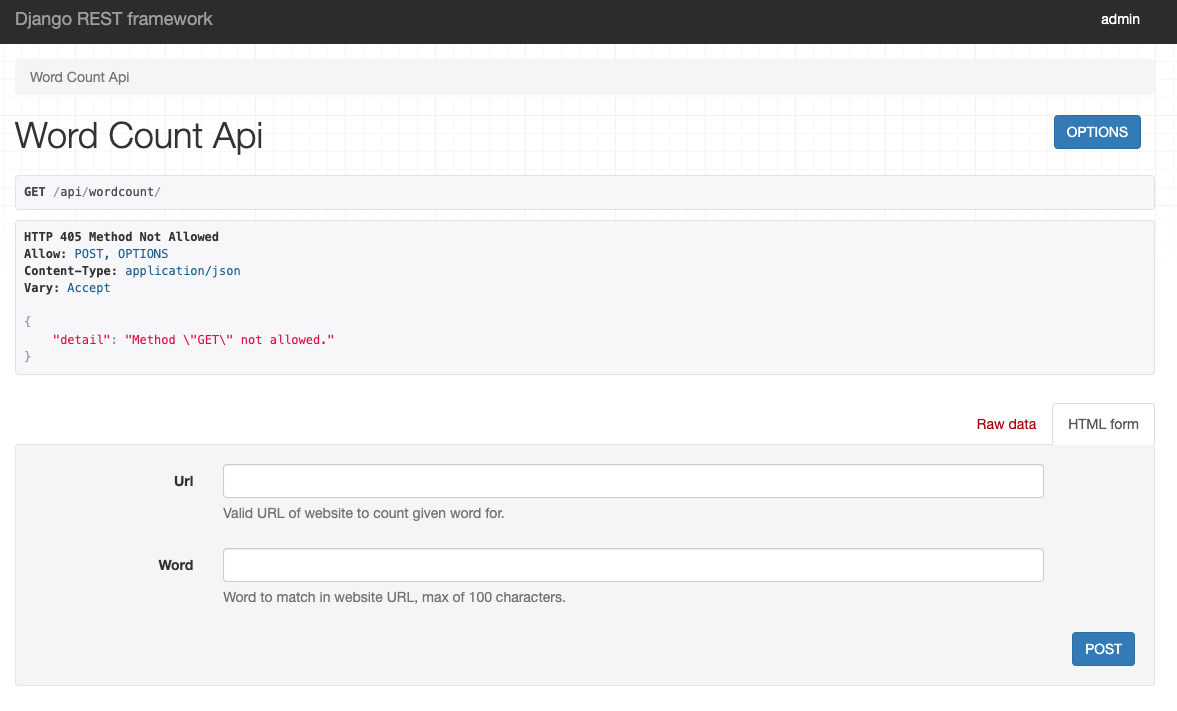 Django REST framework admin
Word Count Api
Word Count Api OPTIONS
GET /api/wordcount/
HTTP 405 Method Not Allowed
Allow: POST, OPTIONS
Content-Type: application/json
Vary: Accept
{
    "detail": "Method \"GET\" not allowed."
}
Raw data HTML form
Url
Valid URL of website to count given word for.
Word
Word to match in website URL, max of 100 characters.
POST